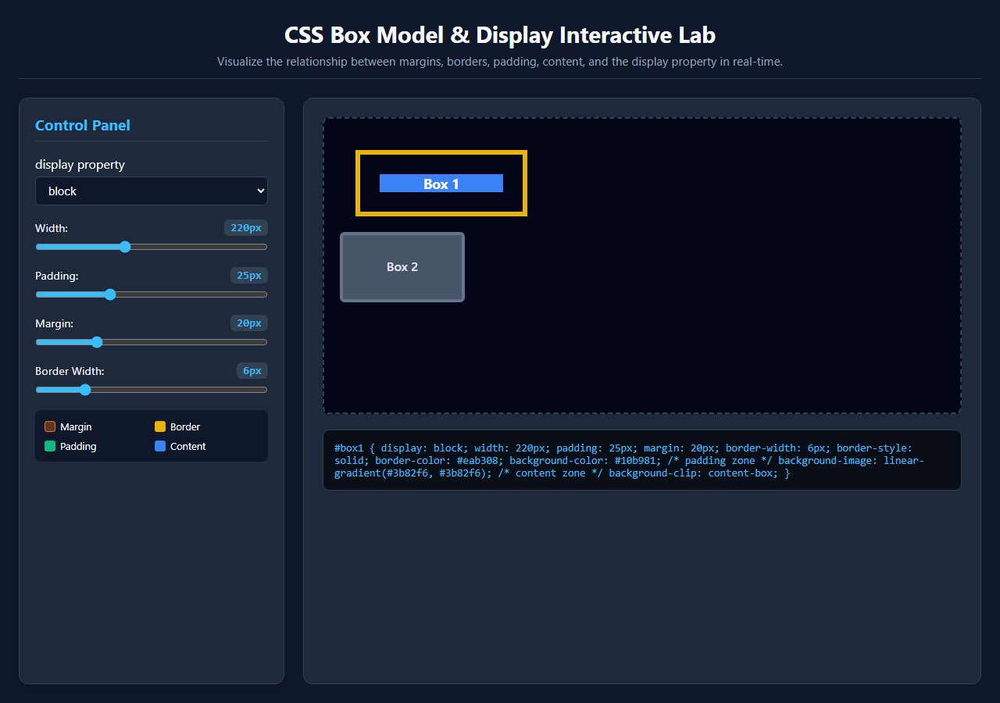 CSS Box Model & Display Interactive Lab
Visualize the relationship between margins, borders, padding, content, and the display property in real-time.
Control Panel
display property
block
Width:
220px
Padding:
25px
Margin:
20px
Border Width:
6px
Margin
Border
Padding
Content
Box 1
Box 2
#box1 { display: block; width: 220px; padding: 25px; margin: 20px; border-width: 6px; border-style:
solid; border-color: #eab308; background-color: #10b981; /* padding zone */ background-image: linear-
gradient(#3b82f6, #3b82f6); /* content zone */ background-clip: content-box; }